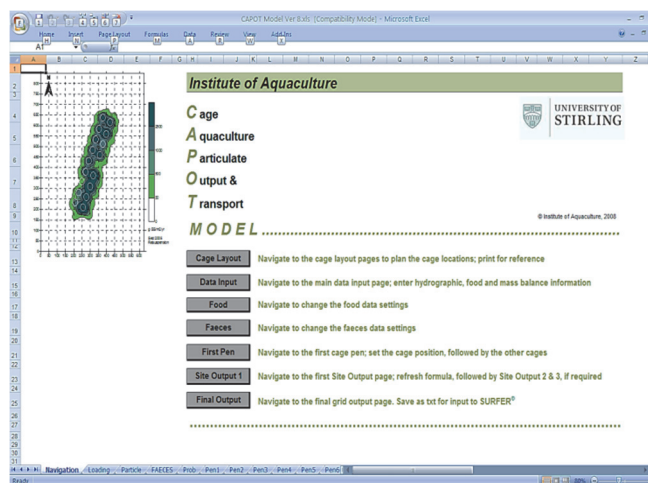 CAPOT Model Ver 8.xls [Compatibility Mode] - Microsoft Excel
Home Insert Page Layout Formulas Data Review View Add-Ins
A1
A B C D E F G H I J K L M N O P Q R S T U V W X Y Z
Institute of Aquaculture
C age
A quaculture
P articulate
O utput &
T ransport
MODEL
UNIVERSITY OF
STIRLING
© Institute of Aquaculture, 2008
Cage Layout Navigate to the cage layout pages to plan the cage locations; print for reference
Data Input Navigate to the main data input page; enter hydrographic, food and mass balance information
Food Navigate to change the food data settings
Faeces Navigate to change the faeces data settings
First Pen Navigate to the first cage pen; set the cage position, followed by the other cages
Site Output 1 Navigate to the first Site Output page; refresh formula, followed by Site Output 2 & 3, if required
Final Output Navigate to the final grid output page. Save as txt for input to SURFER®
Navigation Loading Particle FAECES Prob Pen1 Pen2 Pen3 Pen4 Pen5 Pen6
Ready
80%